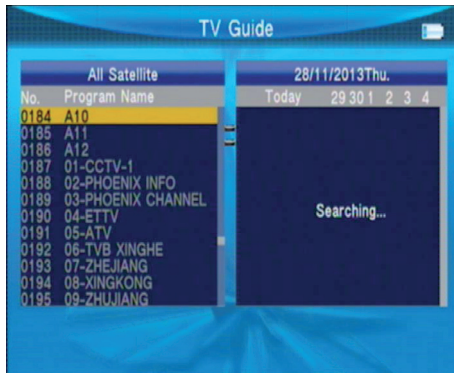 TV Guide
All Satellite
No. Program Name
0184 A10
0185 A11
0186 A12
0187 01-CCTV-1
0188 02-PHOENIX INFO
0189 03-PHOENIX CHANNEL
0190 04-ETTV
0191 05-ATV
0192 06-TVB XINGHE
0193 07-ZHEJIANG
0194 08-XINGKONG
0195 09-ZHUJIANG
28/11/2013Thu.
Today 29 30 1 2 3 4
Searching...